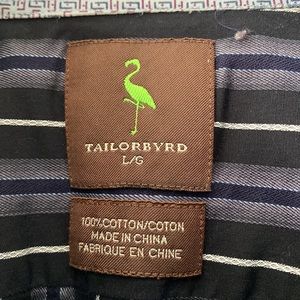 TAILORBYRD
L/G
100%COTTON/COTON
MADE IN CHINA
FABRIQUE EN CHINE